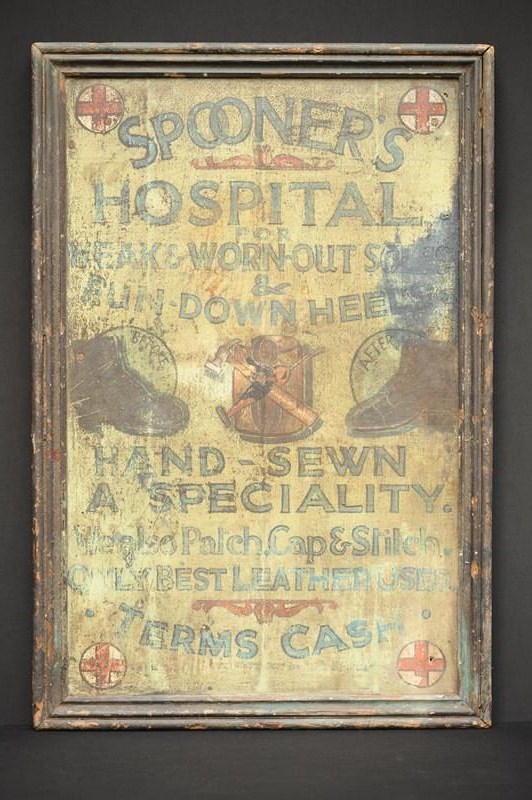 SPOONER'S
HOSPITAL
FOR
WEAK & WORN-OUT SOLES
&
RUN-DOWN HEELS
BEFORE
AFTER
HAND-SEWN
A SPECIALITY.
We also Patch, Cap & Stitch.
ONLY BEST LEATHER USED.
TERMS CASH